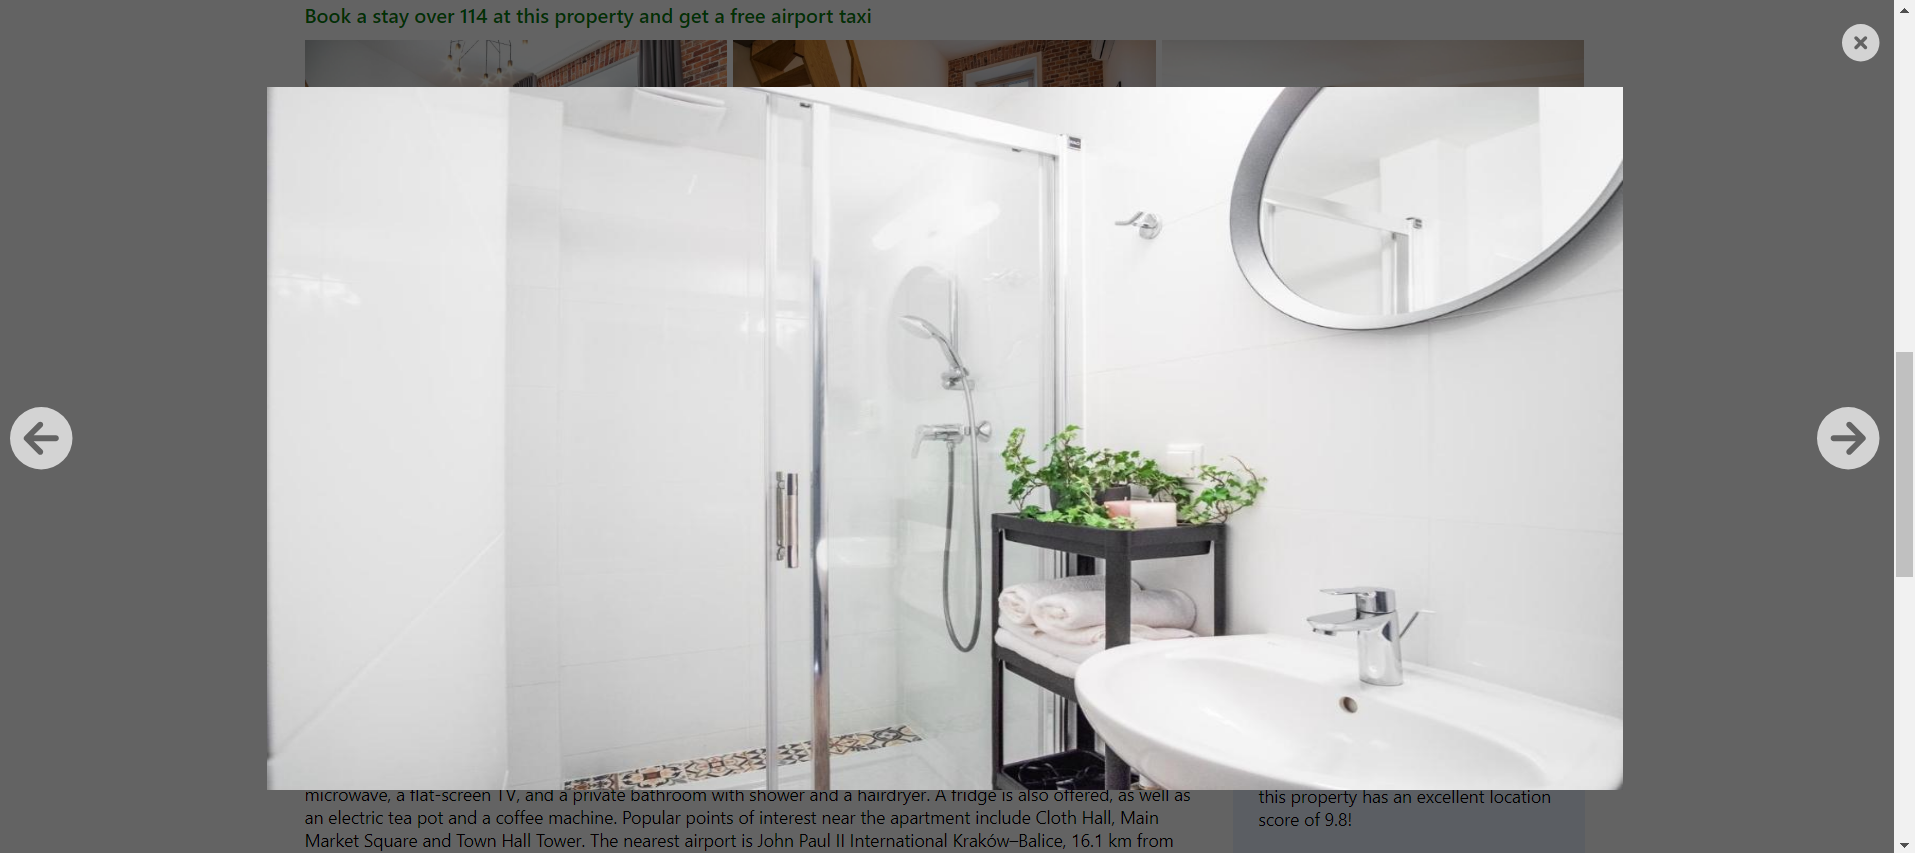 Book a stay over 114 at this property and get a free airport taxi
microwave, a flat-screen TV, and a private bathroom with shower and a hairdryer. A fridge is also offered, as well as
an electric tea pot and a coffee machine. Popular points of interest near the apartment include Cloth Hall, Main
Market Square and Town Hall Tower. The nearest airport is John Paul II International Kraków–Balice, 16.1 km from
this property has an excellent location
score of 9.8!